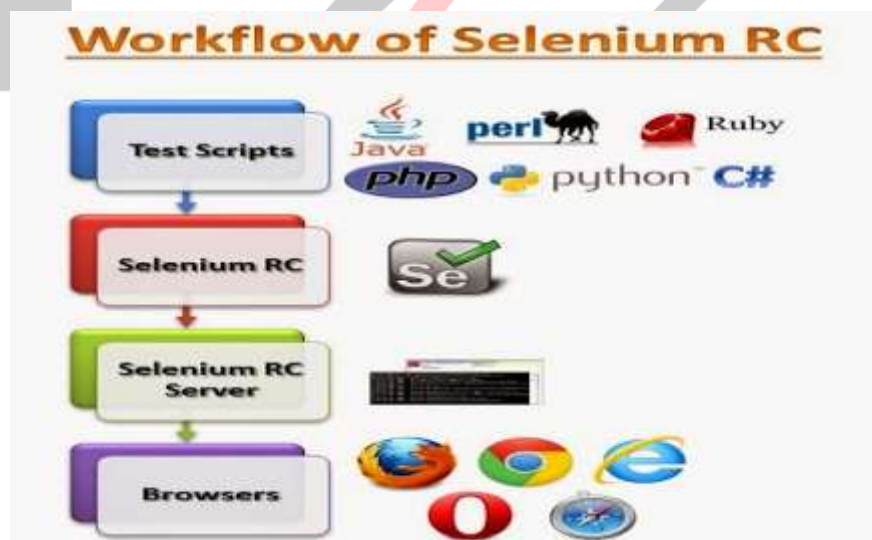 Workflow of Selenium RC
Test Scripts
Java
perl
Ruby
php
python
C#
Selenium RC
Se
Selenium RC
Server
Browsers